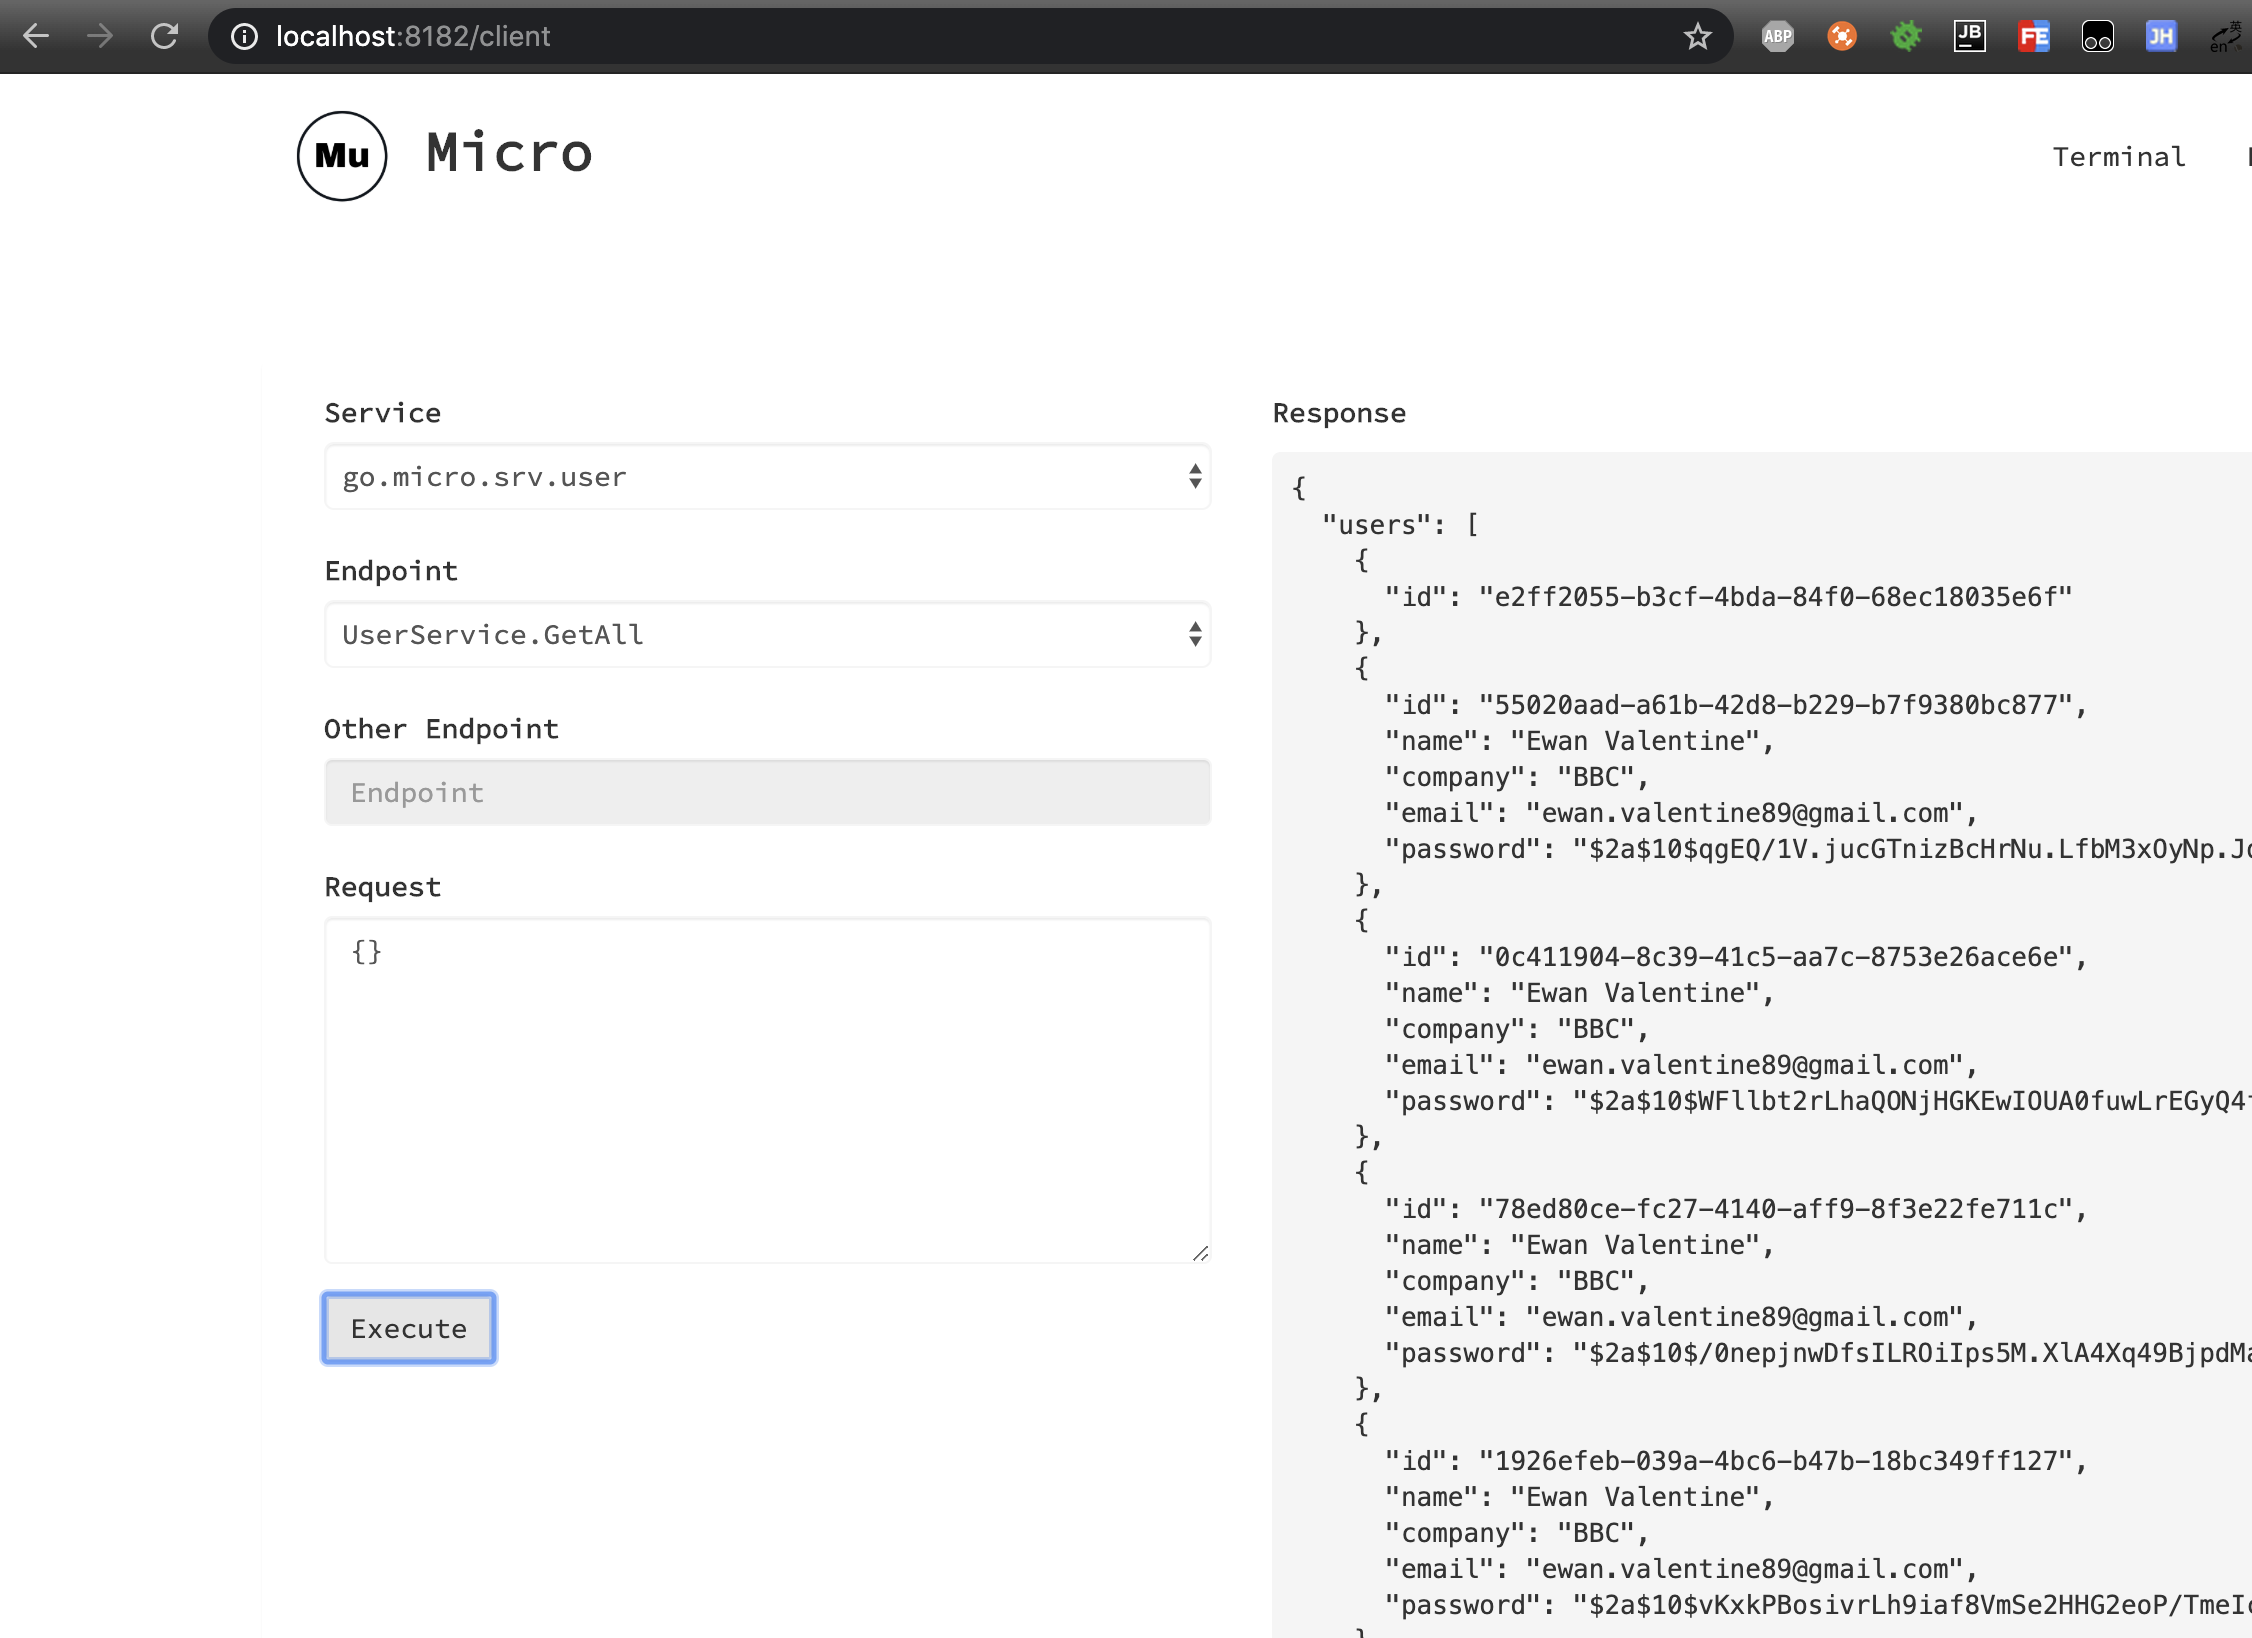 localhost:8182/client
ABP
JB
FE
JH
英
en
Mu
Micro
Terminal
Service
go.micro.srv.user
Endpoint
UserService.GetAll
Other Endpoint
Endpoint
Request
{}
Execute
Response
{
"users": [
{
"id": "e2ff2055-b3cf-4bda-84f0-68ec18035e6f"
},
{
"id": "55020aad-a61b-42d8-b229-b7f9380bc877",
"name": "Ewan Valentine",
"company": "BBC",
"email": "ewan.valentine89@gmail.com",
"password": "$2a$10$qgEQ/1V.jucGTnizBcHrNu.LfbM3xOyNp.J
},
{
"id": "0c411904-8c39-41c5-aa7c-8753e26ace6e",
"name": "Ewan Valentine",
"company": "BBC",
"email": "ewan.valentine89@gmail.com",
"password": "$2a$10$WFllbt2rLhaQONjHGKEwIOUA0fuwLrEGyQ4
},
{
"id": "78ed80ce-fc27-4140-aff9-8f3e22fe711c",
"name": "Ewan Valentine",
"company": "BBC",
"email": "ewan.valentine89@gmail.com",
"password": "$2a$10$/0nepjnwDfsILROiIps5M.XlA4Xq49BjpdMa
},
{
"id": "1926efeb-039a-4bc6-b47b-18bc349ff127",
"name": "Ewan Valentine",
"company": "BBC",
"email": "ewan.valentine89@gmail.com",
"password": "$2a$10$vKxkPBosivrLh9iaf8VmSe2HHG2eoP/TmeI
}